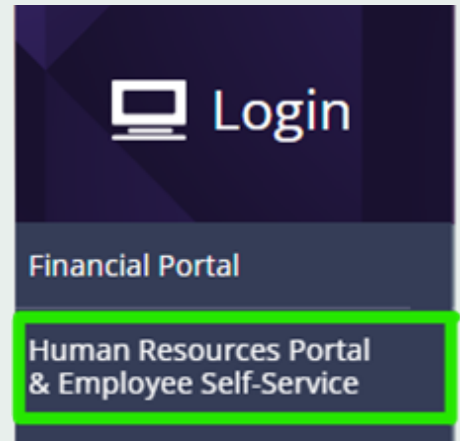 Login
Financial Portal
Human Resources Portal
& Employee Self-Service